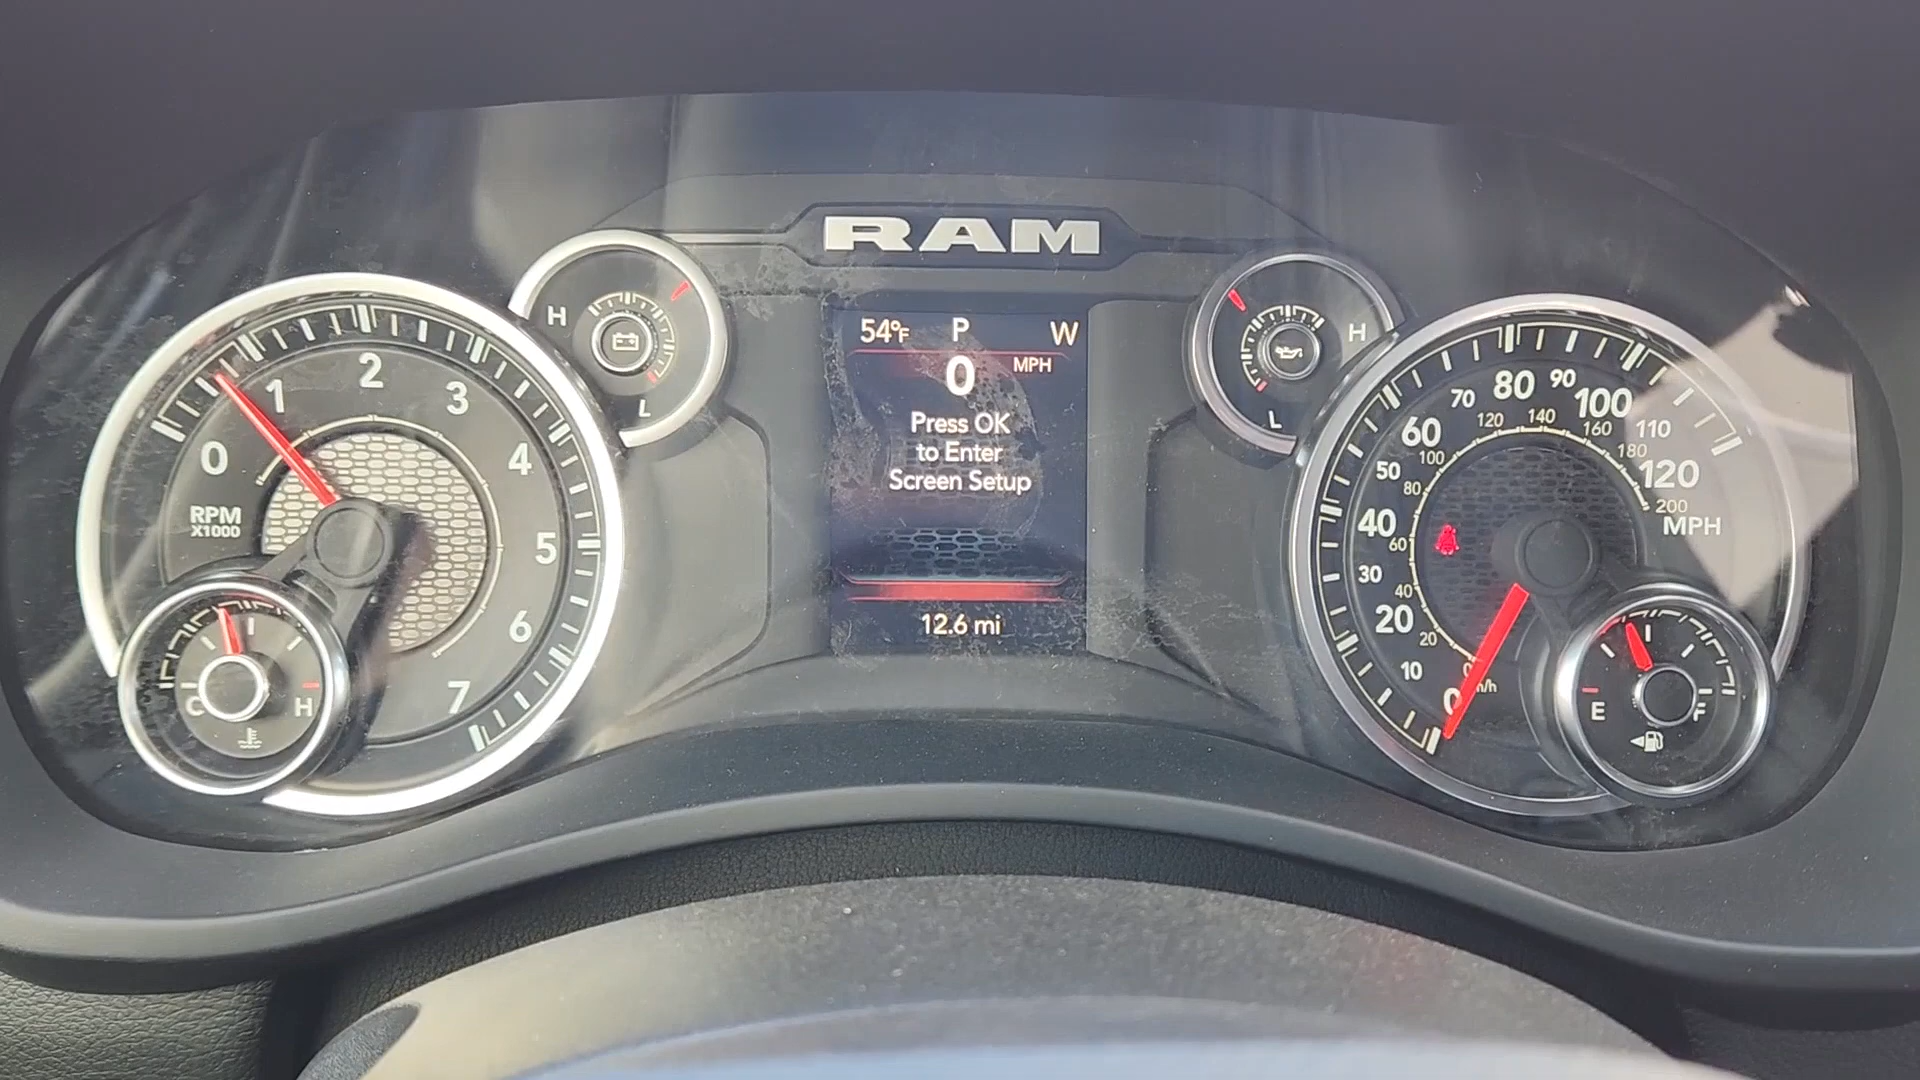 RAM
H
L
54°F P W
0 MPH
Press OK
to Enter
Screen Setup
12.6 mi
H
L
0 1 2 3 4 5 6 7
RPM
X1000
C H
0 10 20 30 40 50 60 70 80 90 100 110 120
MPH
0 20 40 60 80 100 120 140 160 180 200
E F